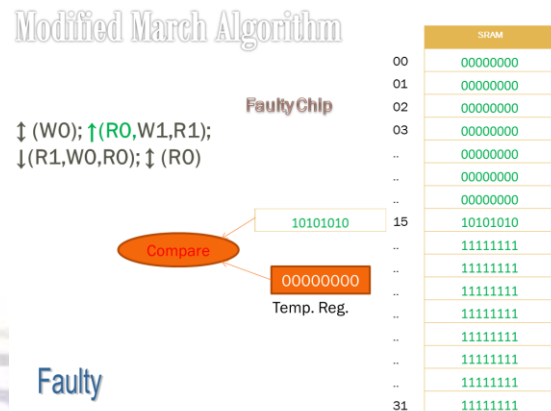 Modified March Algorithm
SRAM
00 00000000
01 00000000
Faulty Chip
02 00000000
↕ (W0); ↑(R0,W1,R1);
03 00000000
↓(R1,W0,R0); ↕ (R0)
.. 00000000
.. 00000000
.. 00000000
10101010
15 10101010
Compare
.. 11111111
.. 11111111
00000000
.. 11111111
Temp. Reg.
.. 11111111
.. 11111111
.. 11111111
Faulty
.. 11111111
31 11111111